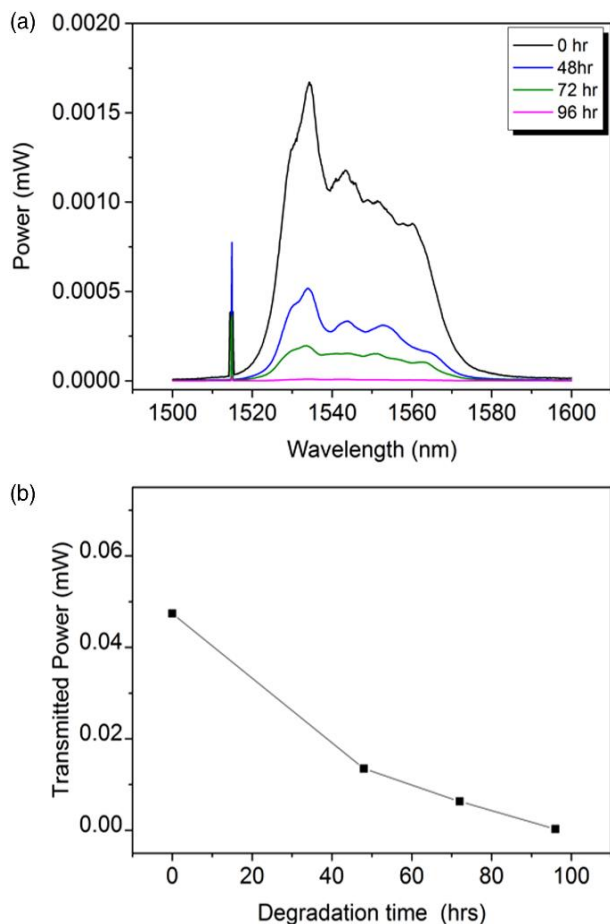 (a)
0.0020
0.0015
0.0010
0.0005
0.0000
Power (mW)
0 hr
48hr
72 hr
96 hr
1500 1520 1540 1560 1580 1600
Wavelength (nm)
(b)
0.06
0.04
0.02
0.00
Transmitted Power (mW)
0 20 40 60 80 100
Degradation time (hrs)